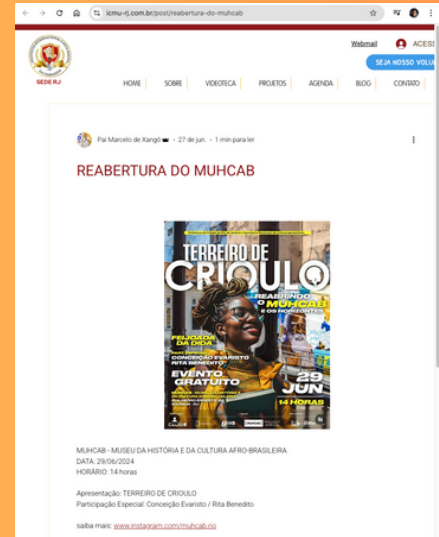 icmu-rj.com.br/post/reabertura-do-muhcab
Webmail
ACESS
SEJA NOSSO VOLU
SEDE RJ
HOME SOBRE VIDEOTECA PROJETOS AGENDA BLOG CONTATO
Pai Marcelo de Xangô · 27 de jun. · 1 min para ler
REABERTURA DO MUHCAB
TERREIRO DE
CRIOULO
REABRINDO
O MUHCAB
E OS HORIZONTES
FEIJOADA
DA DIDA
CONCEIÇÃO EVARISTO
RITA BENEDITO
EVENTO
GRATUITO
29
JUN
14 HORAS
MUHCAB - MUSEU DA HISTÓRIA E DA CULTURA AFRO-BRASILEIRA
DATA: 29/06/2024
HORÁRIO: 14 horas
Apresentação: TERREIRO DE CRIOULO
Participação Especial: Conceição Evaristo / Rita Benedito
saiba mais: www.instagram.com/muhcab.rio